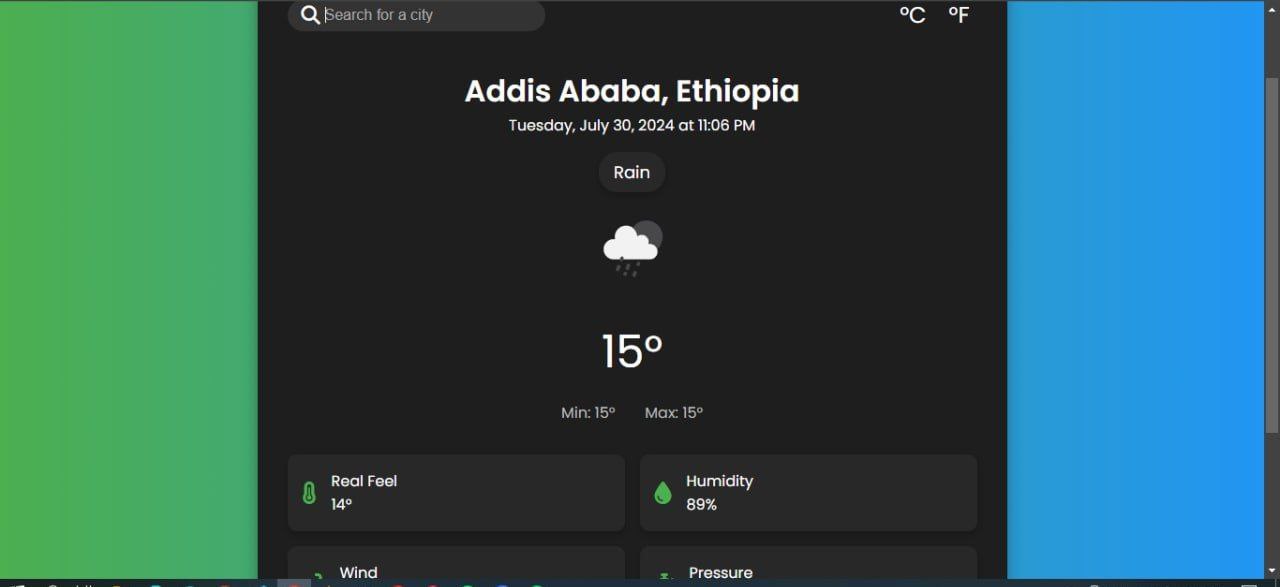 Search for a city
°C °F
Addis Ababa, Ethiopia
Tuesday, July 30, 2024 at 11:06 PM
Rain
15°
Min: 15° Max: 15°
Real Feel
14°
Humidity
89%
Wind
Pressure